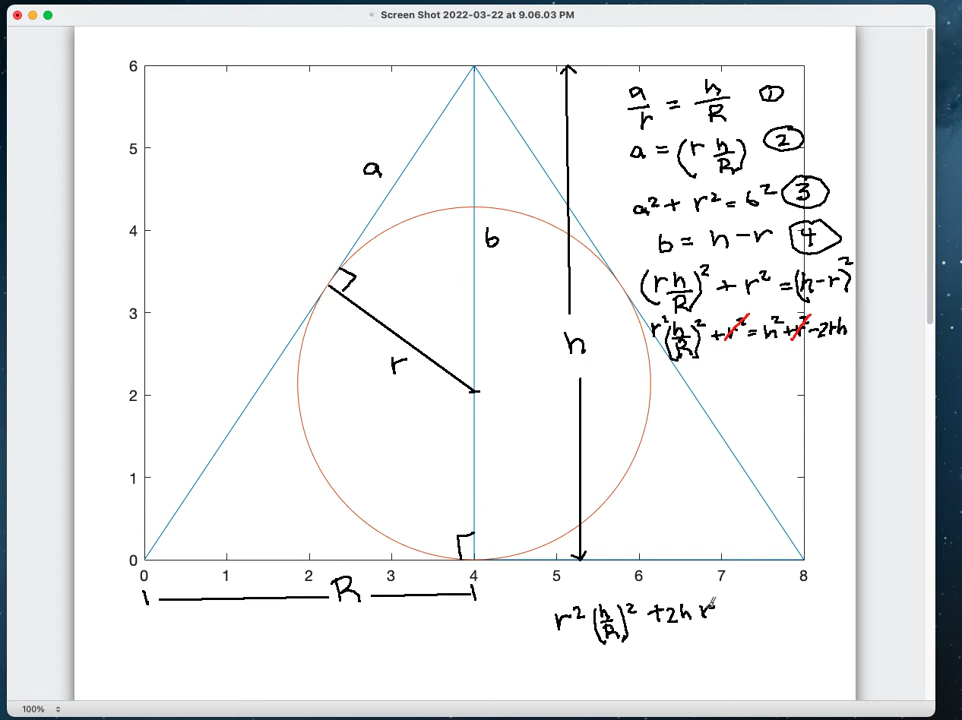 Screen Shot 2022-03-22 at 9.06.03 PM
6
5
4
3
2
1
0
0 1 2 3 4 5 6 7 8
a
b
r
h
R
a/r = h/R ①
a = (r h/R) ②
a² + r² = b² ③
b = h - r ④
(rh/R)² + r² = (h-r)²
r²(h/R)² + r² = h² + r² - 2rh
r²(h/R)² + 2hr
100%